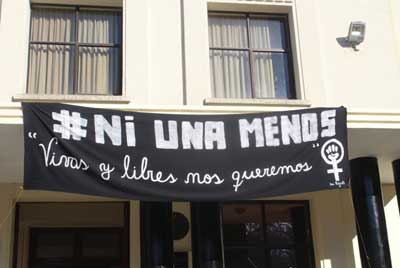 #Ni UNA MENOS
"Vivas y libres nos queremos"